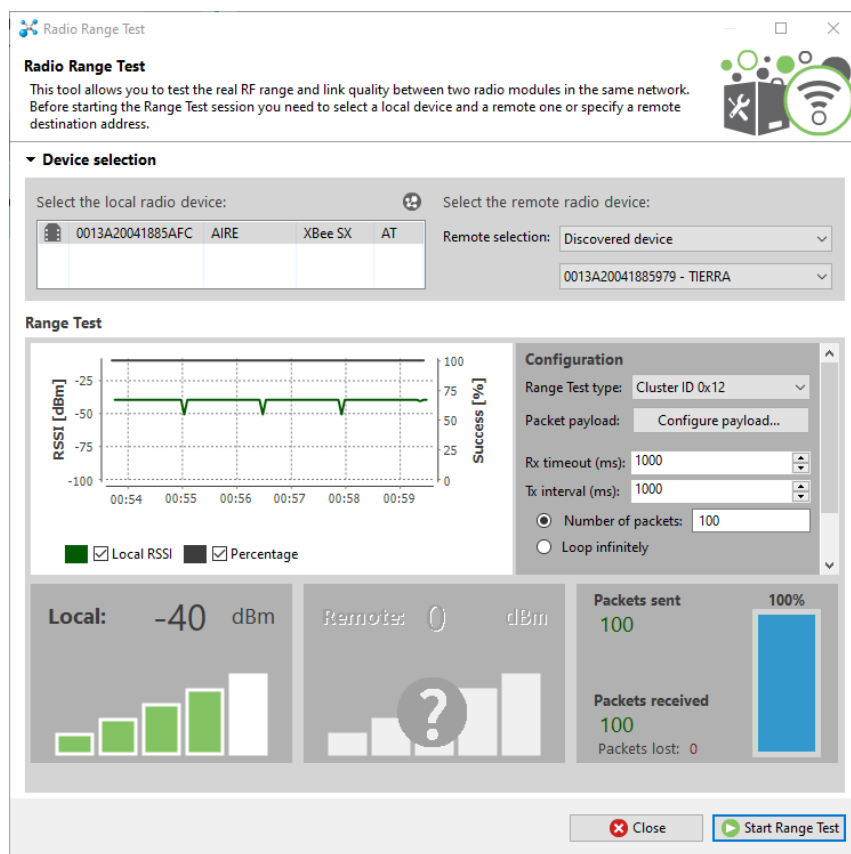 Radio Range Test
Radio Range Test
This tool allows you to test the real RF range and link quality between two radio modules in the same network.
Before starting the Range Test session you need to select a local device and a remote one or specify a remote
destination address.
Device selection
Select the local radio device:
0013A20041885AFC AIRE XBee SX AT
Select the remote radio device:
Remote selection: Discovered device
0013A20041885979 - TIERRA
Range Test
RSSI [dBm]
-25
-50
-75
-100
00:54 00:55 00:56 00:57 00:58 00:59
100
75
50
25
0
Success [%]
Local RSSI Percentage
Configuration
Range Test type: Cluster ID 0x12
Packet payload: Configure payload...
Rx timeout (ms): 1000
Tx interval (ms): 1000
Number of packets: 100
Loop infinitely
Local: -40 dBm
Remote: 0 dBm
?
Packets sent
100
100%
Packets received
100
Packets lost: 0
Close
Start Range Test